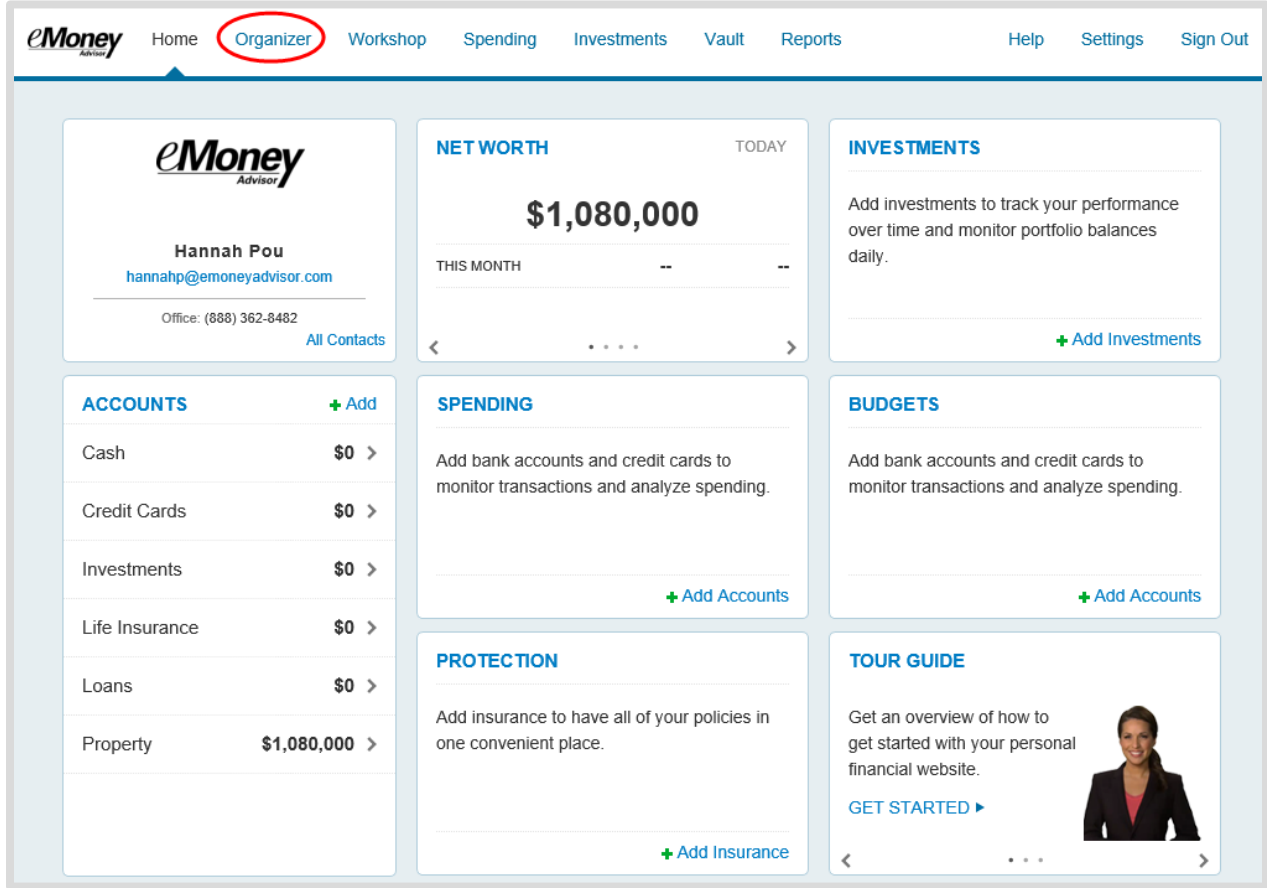 eMoney Advisor Home Organizer Workshop Spending Investments Vault Reports Help Settings Sign Out
eMoney
Advisor
Hannah Pou
hannahp@emoneyadvisor.com
Office: (888) 362-8482
All Contacts
NET WORTH TODAY
$1,080,000
THIS MONTH -- --
INVESTMENTS
Add investments to track your performance
over time and monitor portfolio balances
daily.
+ Add Investments
ACCOUNTS + Add
Cash $0
Credit Cards $0
Investments $0
Life Insurance $0
Loans $0
Property $1,080,000
SPENDING
Add bank accounts and credit cards to
monitor transactions and analyze spending.
+ Add Accounts
BUDGETS
Add bank accounts and credit cards to
monitor transactions and analyze spending.
+ Add Accounts
PROTECTION
Add insurance to have all of your policies in
one convenient place.
+ Add Insurance
TOUR GUIDE
Get an overview of how to
get started with your personal
financial website.
GET STARTED